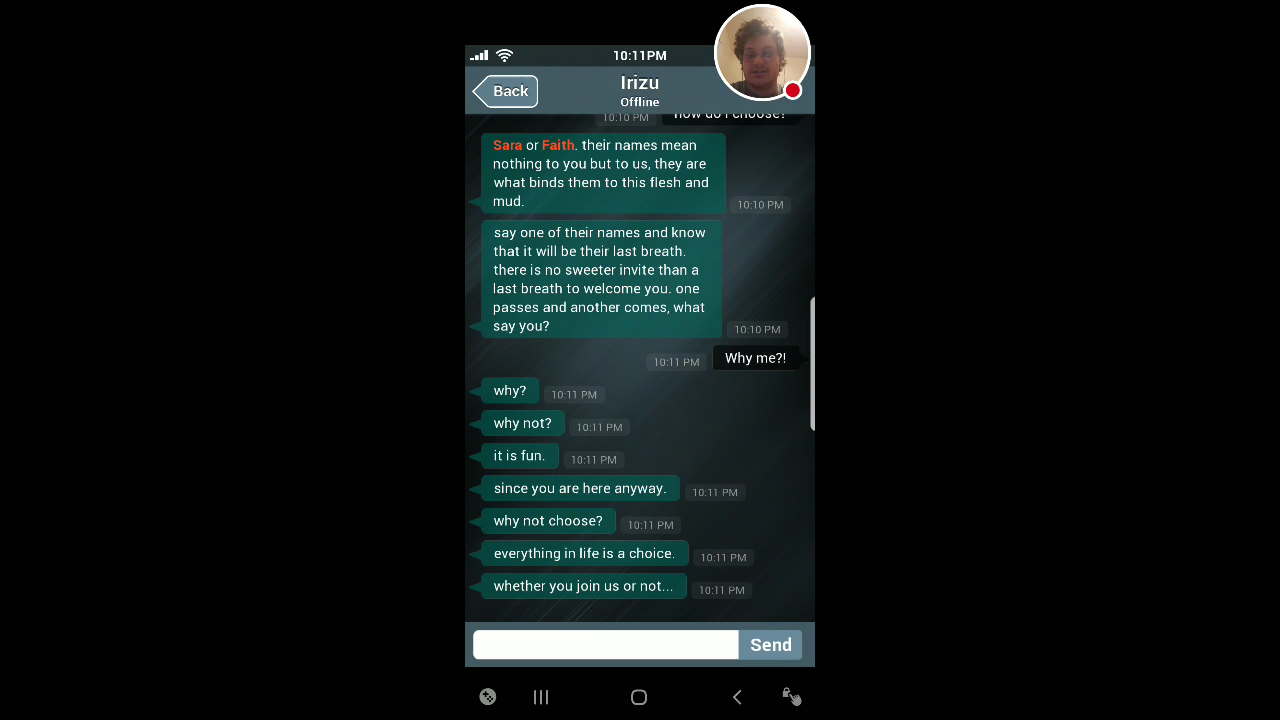 10:11PM
Back
Irizu
Offline
10:10 PM
how do I choose?
Sara or Faith. their names mean
nothing to you but to us, they are
what binds them to this flesh and
mud.
10:10 PM
say one of their names and know
that it will be their last breath.
there is no sweeter invite than a
last breath to welcome you. one
passes and another comes, what
say you?
10:10 PM
10:11 PM
Why me?!
why?
10:11 PM
why not?
10:11 PM
it is fun.
10:11 PM
since you are here anyway.
10:11 PM
why not choose?
10:11 PM
everything in life is a choice.
10:11 PM
whether you join us or not...
10:11 PM
Send